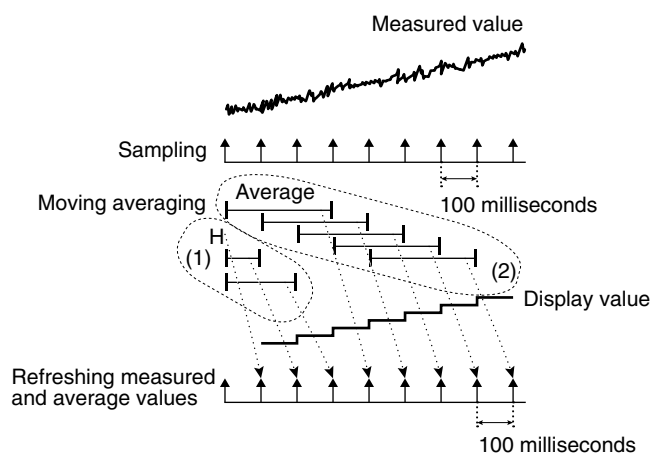 Measured value
Sampling
100 milliseconds
Moving averaging
Average
H
(1)
(2)
Display value
Refreshing measured
and average values
100 milliseconds